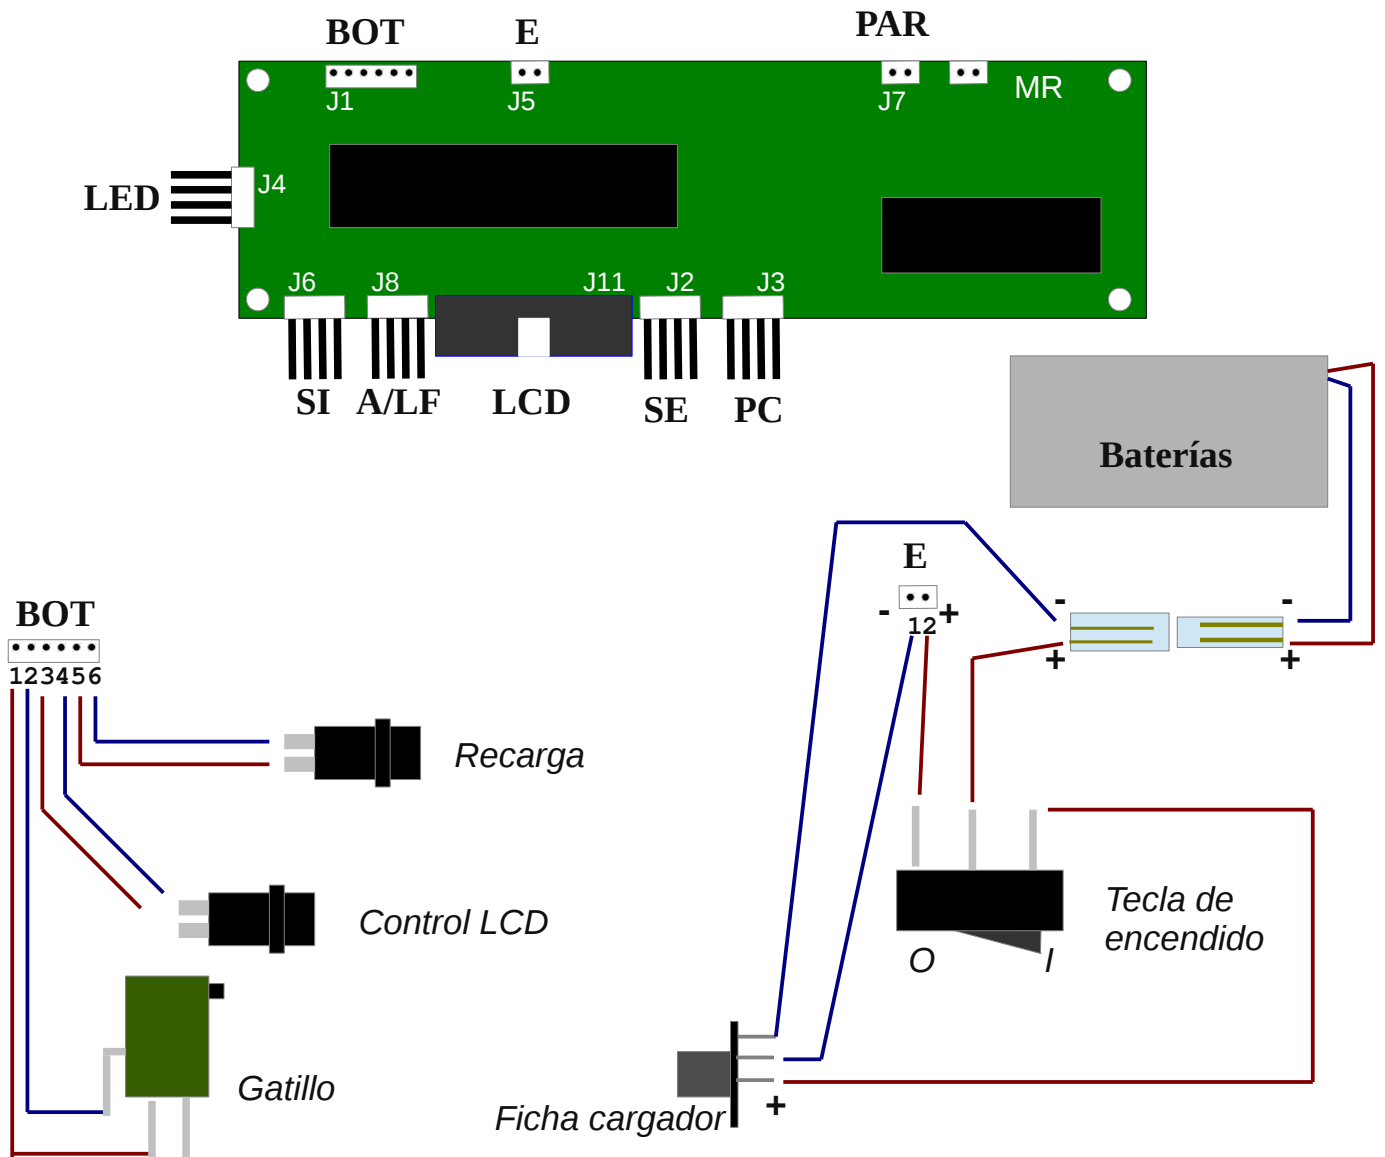 BOT
E
PAR
J1
J5
J7
MR
LED
J4
J6
J8
J11
J2
J3
SI
A/LF
LCD
SE
PC
Baterías
E
- +
12
- -
+ +
BOT
123456
Recarga
Control LCD
Gatillo
Tecla de
encendido
O I
Ficha cargador
+